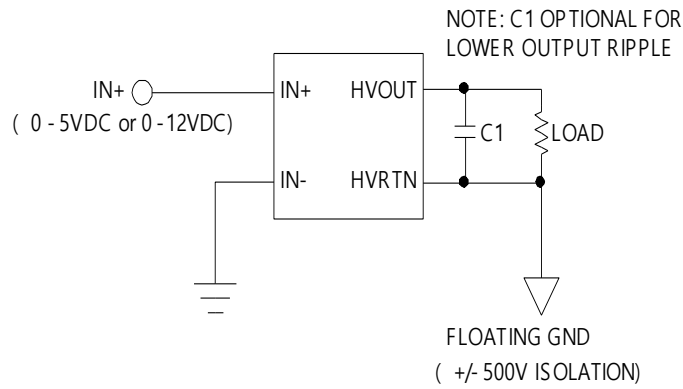 NOTE: C1 OPTIONAL FOR
LOWER OUTPUT RIPPLE
IN+
( 0 - 5VDC or 0 -12VDC)
IN+ HVOUT
C1
LOAD
IN- HVRTN
FLOATING GND
( +/- 500V ISOLATION)